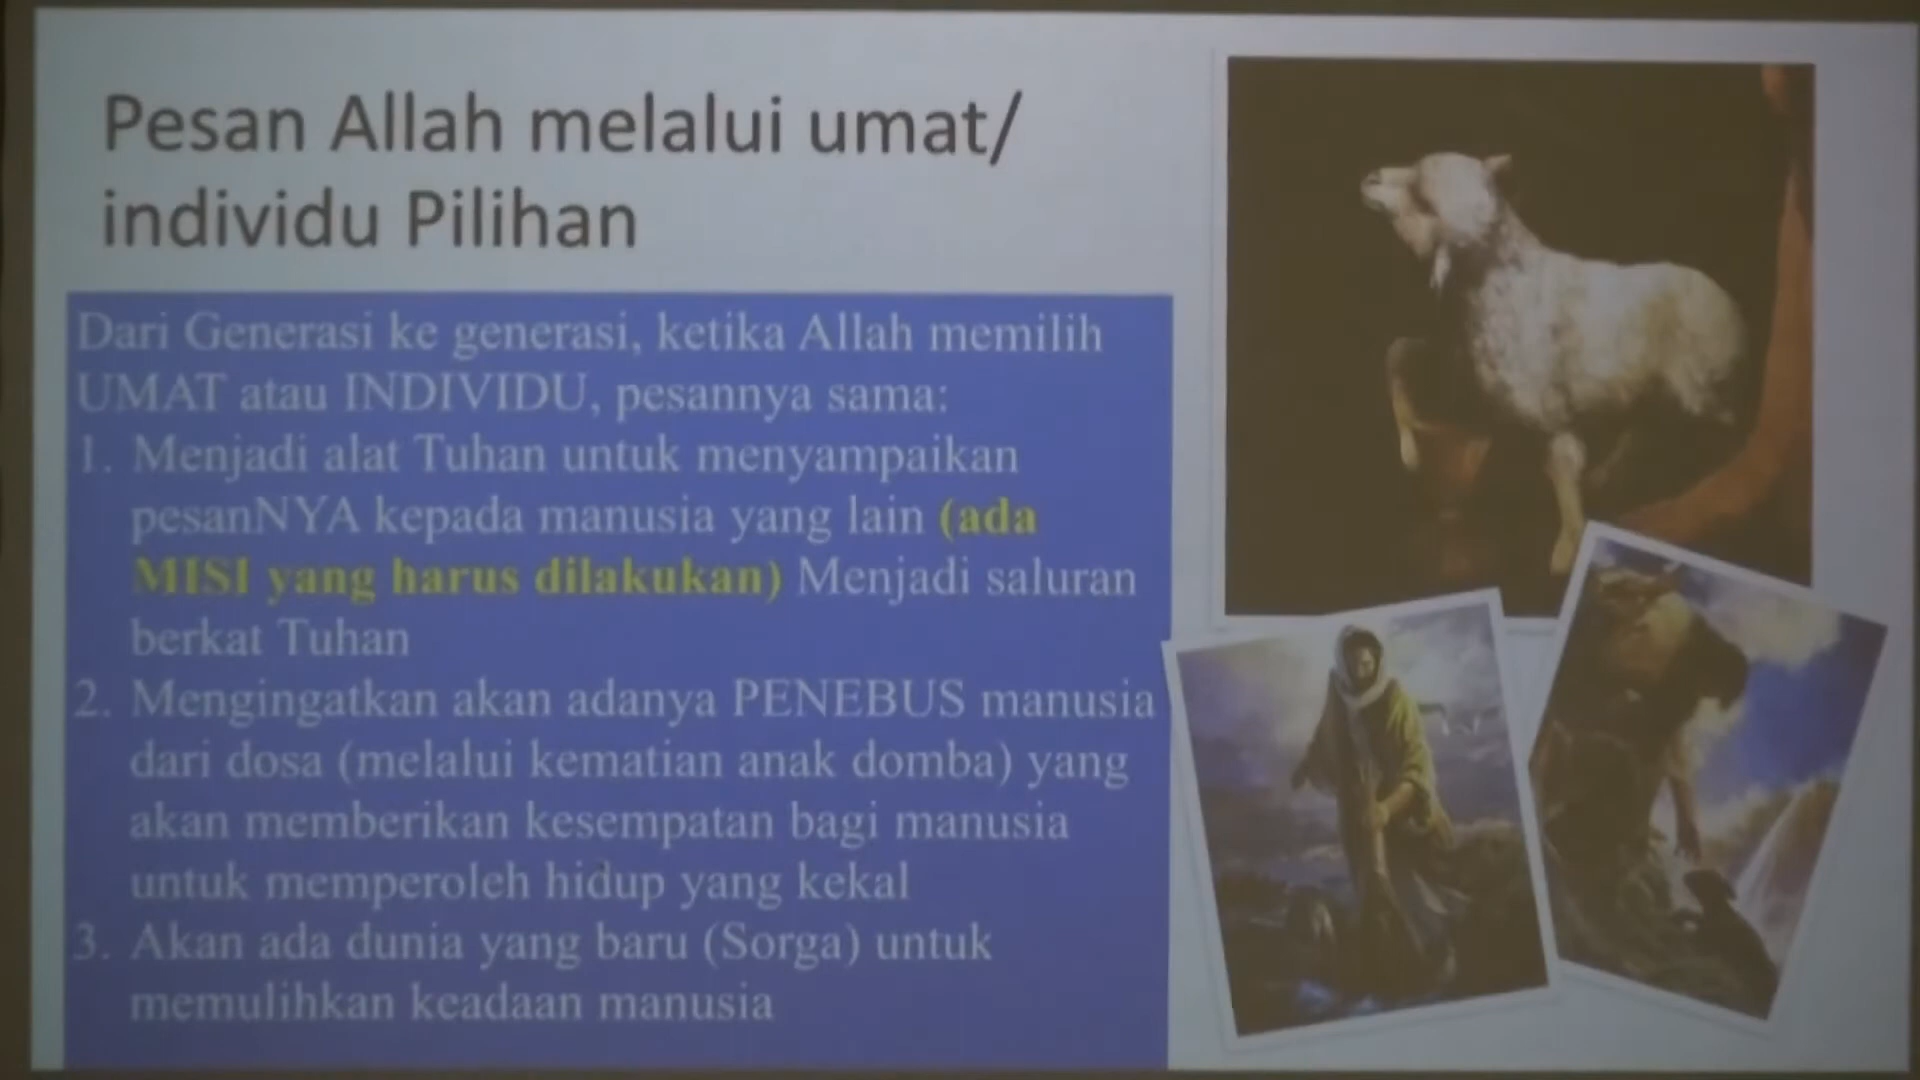 Pesan Allah melalui umat/
individu Pilihan
Dari Generasi ke generasi, ketika Allah memilih
UMAT atau INDIVIDU, pesannya sama:
1. Menjadi alat Tuhan untuk menyampaikan
pesanNYA kepada manusia yang lain (ada
MISI yang harus dilakukan) Menjadi saluran
berkat Tuhan
2. Mengingatkan akan adanya PENEBUS manusia
dari dosa (melalui kematian anak domba) yang
akan memberikan kesempatan bagi manusia
untuk memperoleh hidup yang kekal
3. Akan ada dunia yang baru (Sorga) untuk
memulihkan keadaan manusia